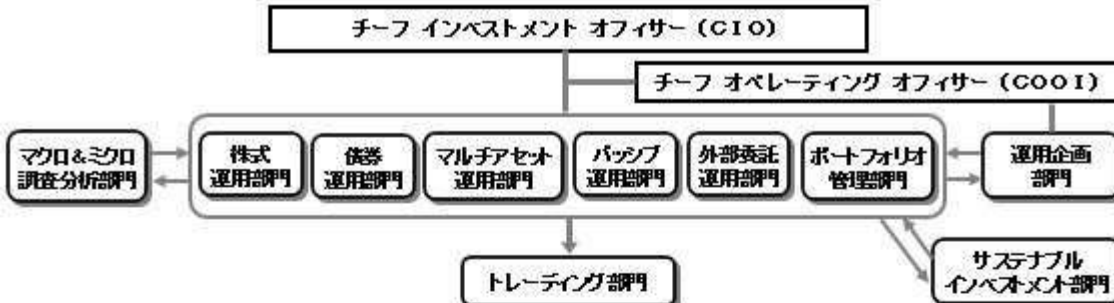 チーフ インベストメント オフィサー (CIO)
チーフ オペレーティング オフィサー (COOI)
マクロ&ミクロ
調査分析部門
株式
運用部門
債券
運用部門
マルチアセット
運用部門
パッシブ
運用部門
外部委託
運用部門
ポートフォリオ
管理部門
運用企画
部門
トレーディング部門
サステナブル
インベストメント部門